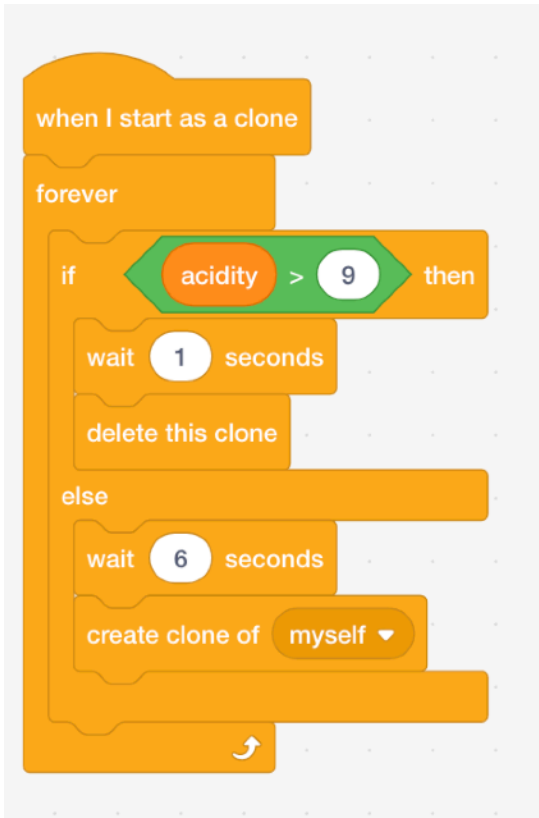 when I start as a clone
forever
if acidity > 9 then
wait 1 seconds
delete this clone
else
wait 6 seconds
create clone of myself